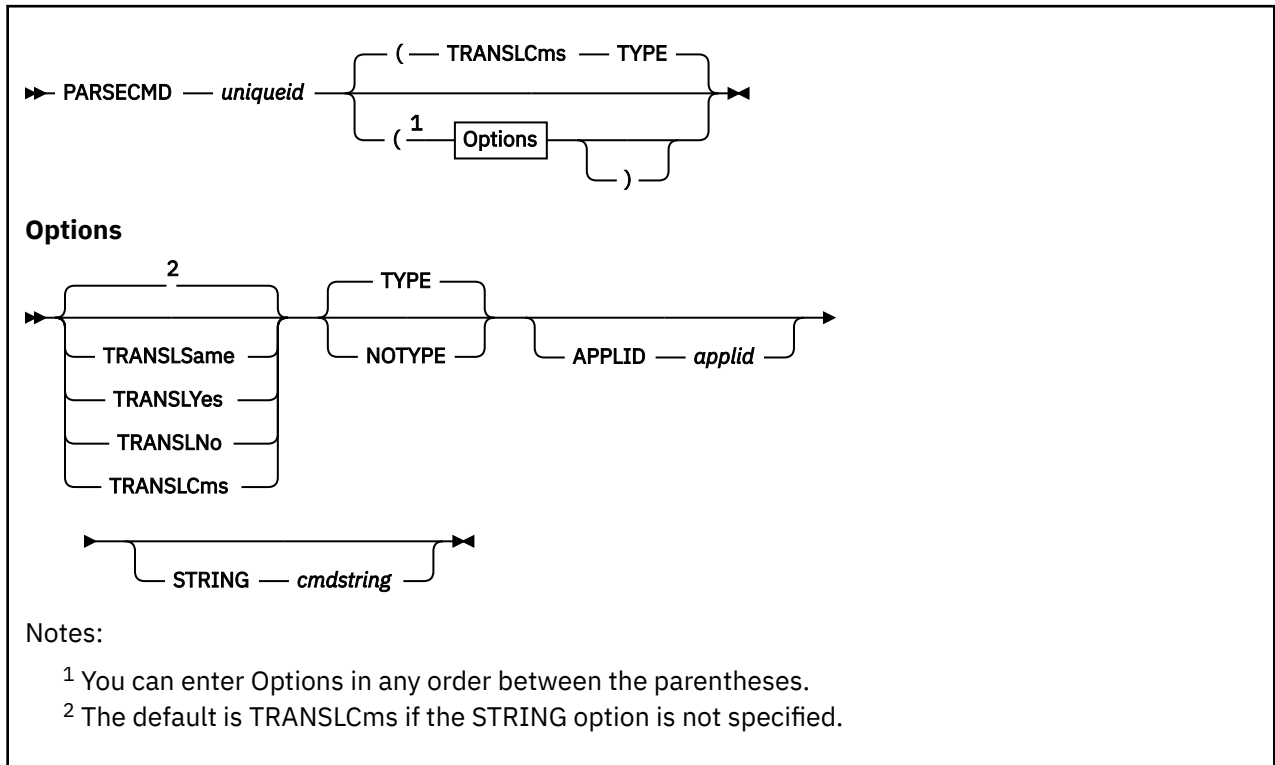 ( TRANSLCms TYPE
PARSECMD uniqueid
( 1 Options
)
Options
2
TYPE
TRANSLSame NOTYPE APPLID applid
TRANSLYes
TRANSLNo
TRANSLCms
STRING cmdstring
Notes:
1 You can enter Options in any order between the parentheses.
2 The default is TRANSLCms if the STRING option is not specified.